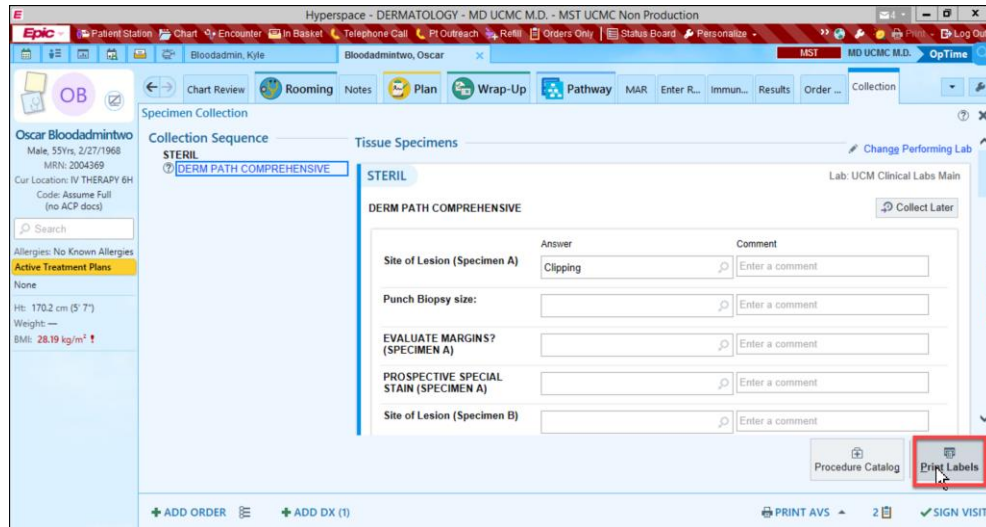 Hyperspace - DERMATOLOGY - MD UCMC M.D. - MST UCMC Non Production
Epic Patient Station Chart Encounter In Basket Telephone Call Pt Outreach Refill Orders Only Status Board Personalize Print Log Out
Bloodadmin, Kyle Bloodadmintwo, Oscar MST MD UCMC M.D. OpTime
OB Chart Review Rooming Notes Plan Wrap-Up Pathway MAR Enter R... Immun... Results Order ... Collection
Specimen Collection
Oscar Bloodadmintwo
Male, 55Yrs, 2/27/1968
MRN: 2004369
Cur Location: IV THERAPY 6H
Code: Assume Full
(no ACP docs)
Search
Allergies: No Known Allergies
Active Treatment Plans
None
Ht: 170.2 cm (5' 7")
Weight: —
BMI: 28.19 kg/m² !
Collection Sequence
STERIL
DERM PATH COMPREHENSIVE
Tissue Specimens
Change Performing Lab
STERIL Lab: UCM Clinical Labs Main
DERM PATH COMPREHENSIVE Collect Later
Answer Comment
Site of Lesion (Specimen A) Clipping Enter a comment
Punch Biopsy size: Enter a comment
EVALUATE MARGINS?
(SPECIMEN A) Enter a comment
PROSPECTIVE SPECIAL
STAIN (SPECIMEN A) Enter a comment
Site of Lesion (Specimen B) Enter a comment
Procedure Catalog Print Labels
+ ADD ORDER + ADD DX (1) PRINT AVS 2 SIGN VISIT